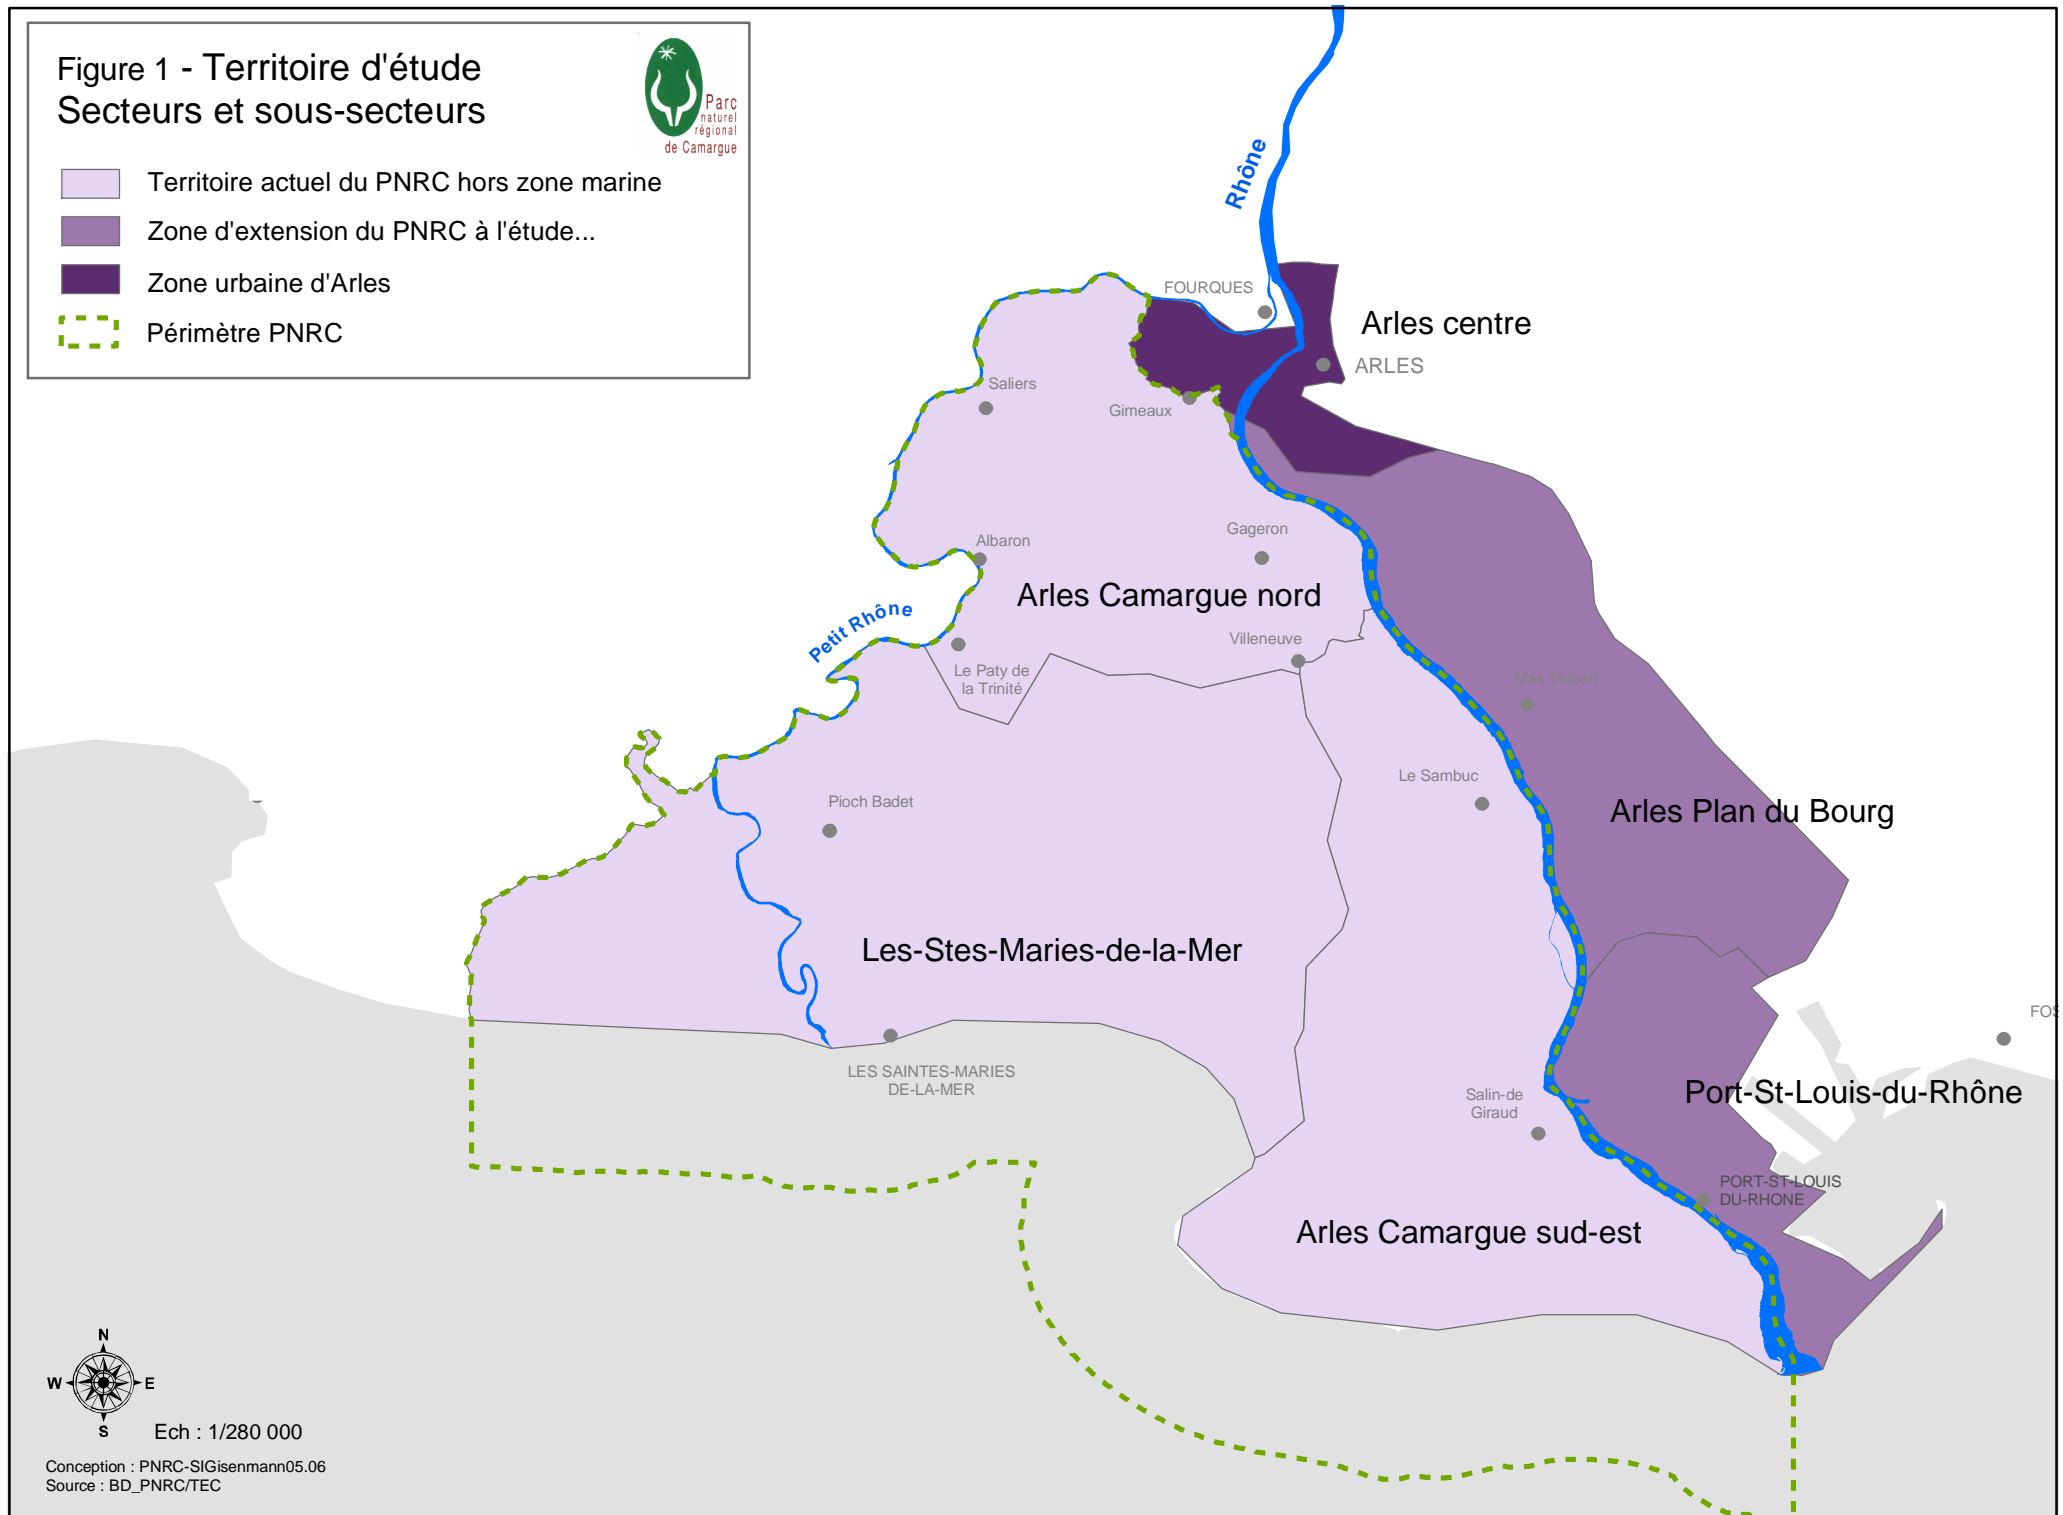 Figure 1 - Territoire d'étude
Secteurs et sous-secteurs
Parc
naturel
régional
de Camargue
Territoire actuel du PNRC hors zone marine
Zone d'extension du PNRC à l'étude...
Zone urbaine d'Arles
Périmètre PNRC
Rhône
FOURQUES
Arles centre
ARLES
Saliers
Gimeaux
Gageron
Albaron
Arles Camargue nord
Petit Rhône
Villeneuve
Le Paty de
la Trinité
Mas Thibert
Le Sambuc
Pioch Badet
Arles Plan du Bourg
Les-Stes-Maries-de-la-Mer
FOS
LES SAINTES-MARIES
DE-LA-MER
Salin-de
Giraud
Port-St-Louis-du-Rhône
PORT-ST-LOUIS
DU-RHONE
Arles Camargue sud-est
N
W E
S
Ech : 1/280 000
Conception : PNRC-SIGisenmann05.06
Source : BD_PNRC/TEC